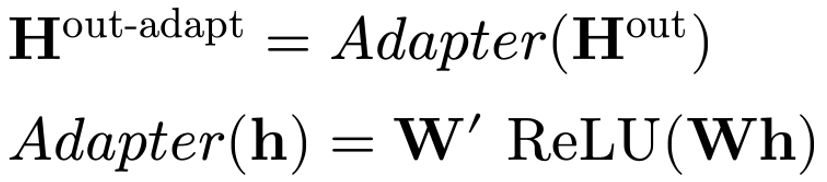 H^out-adapt = Adapter(H^out)
Adapter(h) = W′ ReLU(Wh)